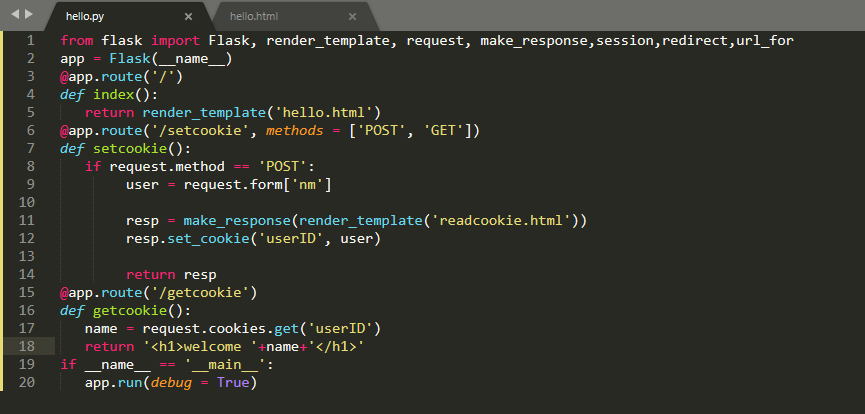 hello.py × hello.html ×
1 from flask import Flask, render_template, request, make_response,session,redirect,url_for
2 app = Flask(__name__)
3 @app.route('/')
4 def index():
5    return render_template('hello.html')
6 @app.route('/setcookie', methods = ['POST', 'GET'])
7 def setcookie():
8    if request.method == 'POST':
9         user = request.form['nm']
10
11         resp = make_response(render_template('readcookie.html'))
12         resp.set_cookie('userID', user)
13
14         return resp
15 @app.route('/getcookie')
16 def getcookie():
17    name = request.cookies.get('userID')
18    return '<h1>welcome '+name+'</h1>'
19 if __name__ == '__main__':
20    app.run(debug = True)